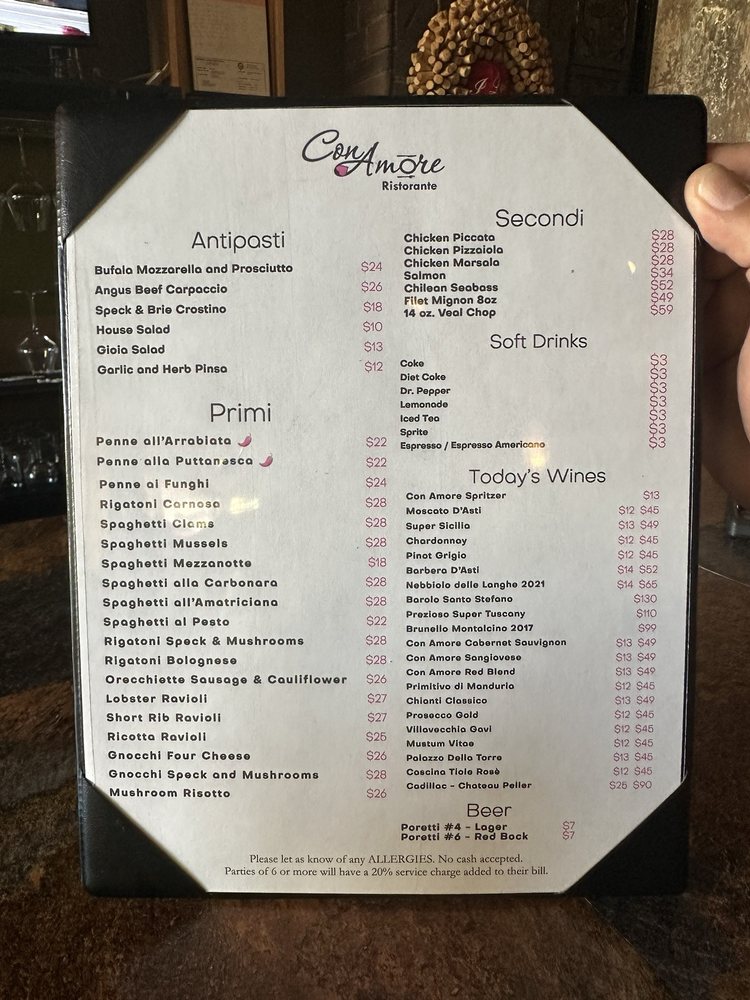 Con Amore
Ristorante
Antipasti
Bufala Mozzarella and Prosciutto $24
Angus Beef Carpaccio $26
Speck & Brie Crostino $18
House Salad $10
Gioia Salad $13
Garlic and Herb Pinsa $12
Primi
Penne all'Arrabiata $22
Penne alla Puttanesca $22
Penne ai Funghi $24
Rigatoni Carnosa $28
Spaghetti Clams $28
Spaghetti Mussels $28
Spaghetti Mezzanotte $18
Spaghetti alla Carbonara $28
Spaghetti all'Amatriciana $28
Spaghetti al Pesto $22
Rigatoni Speck & Mushrooms $28
Rigatoni Bolognese $28
Orecchiette Sausage & Cauliflower $26
Lobster Ravioli $27
Short Rib Ravioli $27
Ricotta Ravioli $25
Gnocchi Four Cheese $26
Gnocchi Speck and Mushrooms $28
Mushroom Risotto $26
Secondi
Chicken Piccata $28
Chicken Pizzaiola $28
Chicken Marsala $28
Salmon $34
Chilean Seabass $52
Filet Mignon 8oz $49
14 oz. Veal Chop $59
Soft Drinks
Coke $3
Diet Coke $3
Dr. Pepper $3
Lemonade $3
Iced Tea $3
Sprite $3
Espresso / Espresso Americano $3
Today's Wines
Con Amore Spritzer $13
Moscato D'Asti $12 $45
Super Sicilia $13 $49
Chardonnay $12 $45
Pinot Grigio $12 $45
Barbera D'Asti $14 $52
Nebbiolo delle Langhe 2021 $14 $65
Barolo Santo Stefano $130
Prezioso Super Tuscany $110
Brunello Montalcino 2017 $99
Con Amore Cabernet Sauvignon $13 $49
Con Amore Sangiovese $13 $49
Con Amore Red Blend $13 $49
Primitivo di Manduria $12 $45
Chianti Classico $13 $49
Prosecco Gold $12 $45
Villavecchia Gavi $12 $45
Mustum Vitae $12 $45
Palazzo Della Torre $13 $45
Cascina Tiole Rosè $12 $45
Cadillac - Chateau Peller $25 $90
Beer
Poretti #4 - Lager $7
Poretti #6 - Red Bock $7
Please let as know of any ALLERGIES. No cash accepted.
Parties of 6 or more will have a 20% service charge added to their bill.